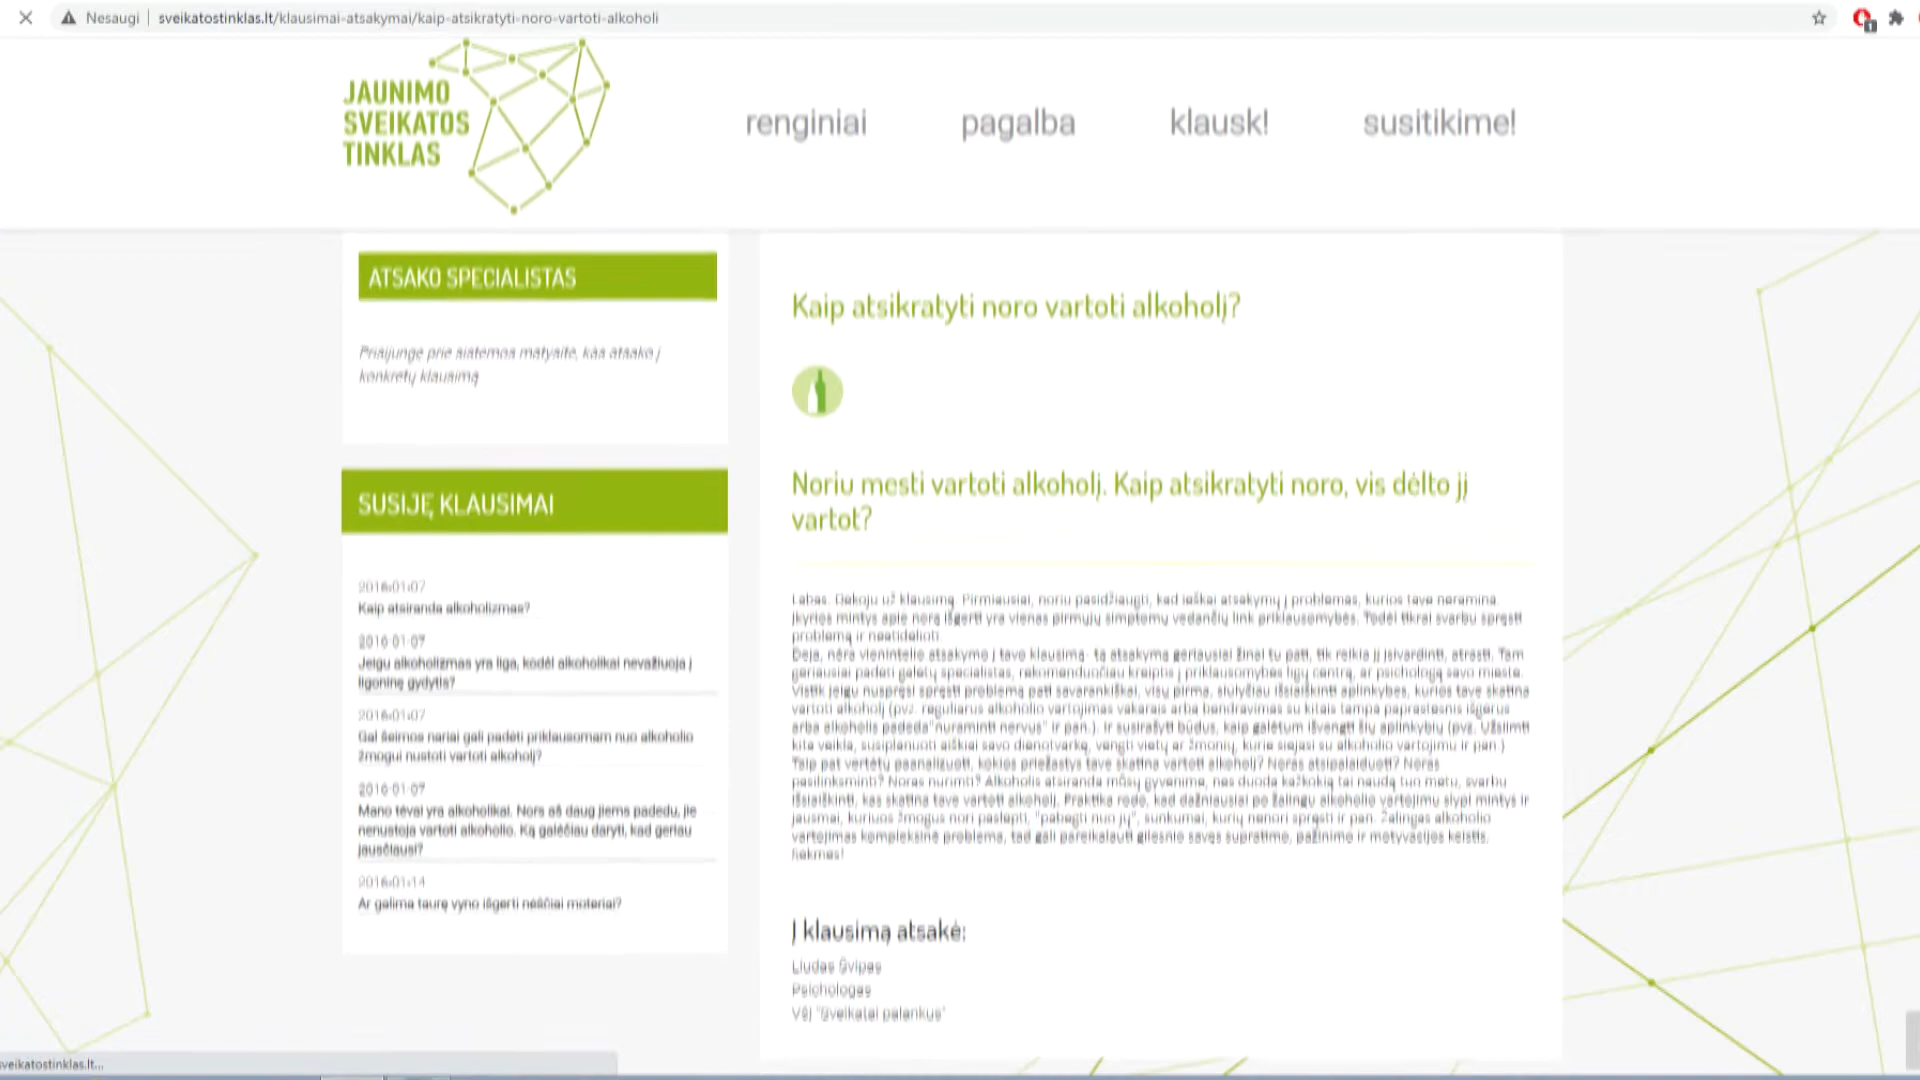 Nesaugi
sveikatostinklas.lt/klausimai-atsakymai/kaip-atsikratyti-noro-vartoti-alkoholi
JAUNIMO
SVEIKATOS
TINKLAS
renginiai
pagalba
klausk!
susitikime!
ATSAKO SPECIALISTAS
Prisijungę prie sistemos matysite, kas atsako į
konkretų klausimą
SUSIJĘ KLAUSIMAI
2016-01-07
Kaip atsiranda alkoholizmas?
2016-01-07
Jeigu alkoholizmas yra liga, kodėl alkoholikai nevažiuoja į
ligoninę gydytis?
2016-01-07
Gal šeimos nariai gali padėti priklausomam nuo alkoholio
žmogui nustoti vartoti alkoholį?
2016-01-07
Mano tėvai yra alkoholikai. Nors aš daug jiems padedu, jie
nenustoja vartoti alkoholio. Ką galėčiau daryti, kad geriau
jausčiausi?
2016-01-14
Ar galima taurę vyno išgerti nėščiai moteriai?
Kaip atsikratyti noro vartoti alkoholį?
Noriu mesti vartoti alkoholį. Kaip atsikratyti noro, vis dėlto jį
vartot?
Labas. Dėkoju už klausimą. Pirmiausiai, noriu pasidžiaugti, kad ieškai atsakymų į problemas, kurios tave neramina.
Įkyrios mintys apie norą išgerti yra vienas pirmųjų simptomų vedančių link priklausomybės. Todėl tikrai svarbu spręsti
problemą ir neatidėlioti.
Deja, nėra vienintelio atsakymo į tavo klausimą- tą atsakymą geriausiai žinai tu pati, tik reikia jį įsivardinti, atrasti. Tam
geriausiai padėti galėtų specialistas, rekomenduočiau kreiptis į priklausomybės ligų centrą, ar psichologą savo mieste.
Vistik jeigu nuspręsi spręsti problemą pati savarankiškai, visų pirma, siūlyčiau išsiaiškinti aplinkybes, kurios tave skatina
vartoti alkoholį (pvz. reguliarus alkoholio vartojimas vakarais arba bendravimas su kitais tampa paprastesnis išgėrus
arba alkoholis padeda"nuraminti nervus" ir pan.). Ir susirašyti būdus, kaip galėtum išvengti šių aplinkybių (pvz. Užsiimti
kita veikla, susiplanuoti aiškiai savo dienotvarkę, vengti vietų ar žmonių, kurie siejasi su alkoholio vartojimu ir pan.)
Taip pat vertėtų paanalizuoti, kokios priežastys tave skatina vartoti alkoholį? Noras atsipalaiduoti? Noras
pasilinksminti? Noras nurimti? Alkoholis atsiranda mūsų gyvenime, nes duoda kažkokią tai naudą tuo metu, svarbu
išsiaiškinti, kas skatina tave vartoti alkoholį. Praktika rodo, kad dažniausiai po žalingu alkoholio vartojimu slypi mintys ir
jausmai, kuriuos žmogus nori paslėpti, "pabėgti nuo jų", sunkumai, kurių nenori spręsti ir pan. Žalingas alkoholio
vartojimas kompleksinė problema, tad gali pareikalauti gilesnio savęs supratimo, pažinimo ir motyvacijos keistis.
Sėkmės!
Į klausimą atsakė:
Liudas Švipas
Psichologas
VšĮ "Sveikatai palankus"
sveikatostinklas.lt...